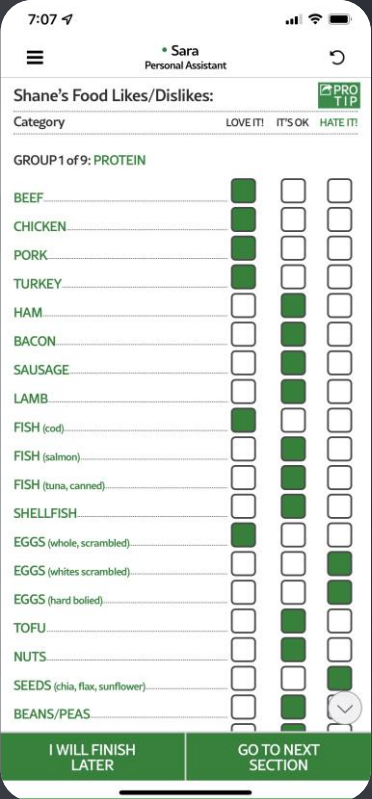 7:07
• Sara
Personal Assistant
Shane's Food Likes/Dislikes:
PRO
TIP
Category LOVE IT! IT'S OK HATE IT!
GROUP 1 of 9: PROTEIN
BEEF
CHICKEN
PORK
TURKEY
HAM
BACON
SAUSAGE
LAMB
FISH (cod)
FISH (salmon)
FISH (tuna, canned)
SHELLFISH
EGGS (whole, scrambled)
EGGS (whites scrambled)
EGGS (hard bolied)
TOFU
NUTS
SEEDS (chia, flax, sunflower)
BEANS/PEAS
I WILL FINISH
LATER
GO TO NEXT
SECTION